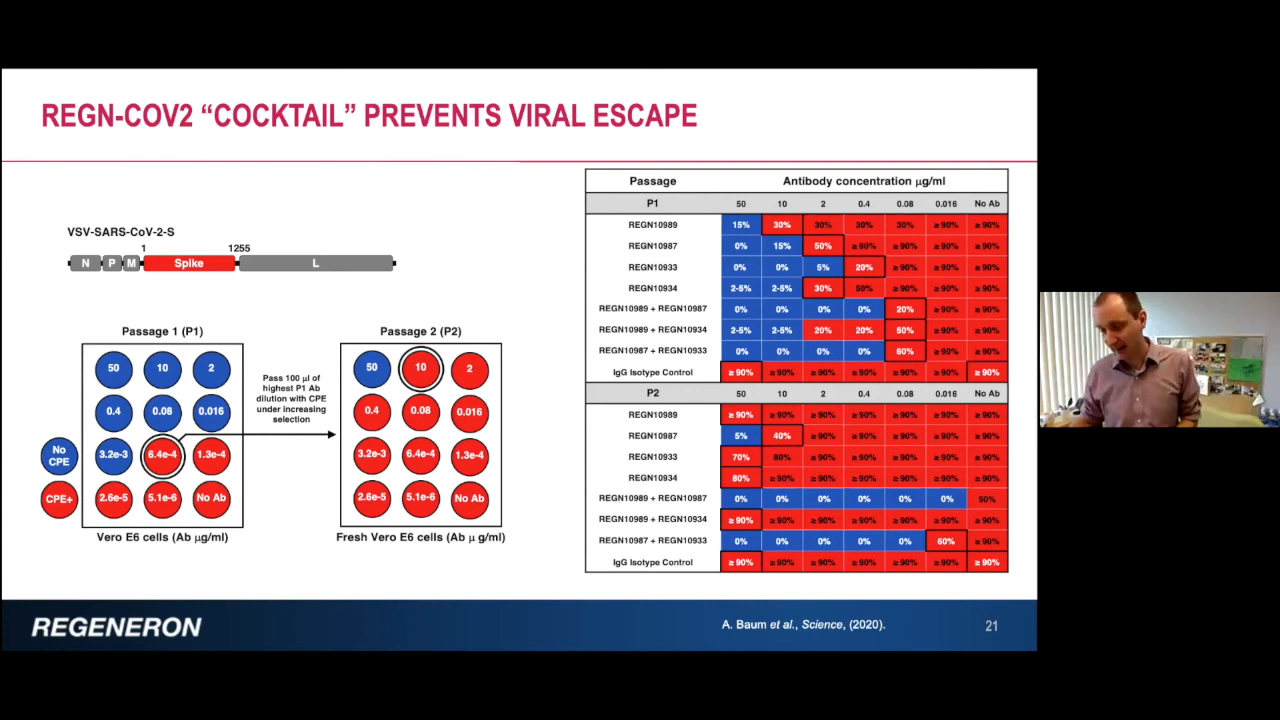 REGN-COV2 “COCKTAIL” PREVENTS VIRAL ESCAPE
VSV-SARS-CoV-2-S
1 1255
N P M Spike L
Passage 1 (P1)
50 10 2
0.4 0.08 0.016
No CPE
3.2e-3 6.4e-4 1.3e-4
CPE+
2.6e-5 5.1e-6 No Ab
Vero E6 cells (Ab μg/ml)
Pass 100 μl of
highest P1 Ab
dilution with CPE
under increasing
selection
Passage 2 (P2)
50 10 2
0.4 0.08 0.016
3.2e-3 6.4e-4 1.3e-4
2.6e-5 5.1e-6 No Ab
Fresh Vero E6 cells (Ab μ g/ml)
Passage Antibody concentration μg/ml
P1 50 10 2 0.4 0.08 0.016 No Ab
REGN10989 15% 30% 30% 30% 30% ≥ 90% ≥ 90%
REGN10987 0% 15% 50% ≥ 90% ≥ 90% ≥ 90% ≥ 90%
REGN10933 0% 0% 5% 20% ≥ 90% ≥ 90% ≥ 90%
REGN10934 2-5% 2-5% 30% 50% ≥ 90% ≥ 90% ≥ 90%
REGN10989 + REGN10987 0% 0% 0% 0% 20% ≥ 90% ≥ 90%
REGN10989 + REGN10934 2-5% 2-5% 20% 20% 50% ≥ 90% ≥ 90%
REGN10987 + REGN10933 0% 0% 0% 0% 60% ≥ 90% ≥ 90%
IgG Isotype Control ≥ 90% ≥ 90% ≥ 90% ≥ 90% ≥ 90% ≥ 90% ≥ 90%
P2 50 10 2 0.4 0.08 0.016 No Ab
REGN10989 ≥ 90% ≥ 90% ≥ 90% ≥ 90% ≥ 90% ≥ 90% ≥ 90%
REGN10987 5% 40% ≥ 90% ≥ 90% ≥ 90% ≥ 90% ≥ 90%
REGN10933 70% 80% ≥ 90% ≥ 90% ≥ 90% ≥ 90% ≥ 90%
REGN10934 80% ≥ 90% ≥ 90% ≥ 90% ≥ 90% ≥ 90% ≥ 90%
REGN10989 + REGN10987 0% 0% 0% 0% 0% 0% 50%
REGN10989 + REGN10934 ≥ 90% ≥ 90% ≥ 90% ≥ 90% ≥ 90% ≥ 90% ≥ 90%
REGN10987 + REGN10933 0% 0% 0% 0% 0% 60% ≥ 90%
IgG Isotype Control ≥ 90% ≥ 90% ≥ 90% ≥ 90% ≥ 90% ≥ 90% ≥ 90%
REGENERON
A. Baum et al., Science, (2020).
21